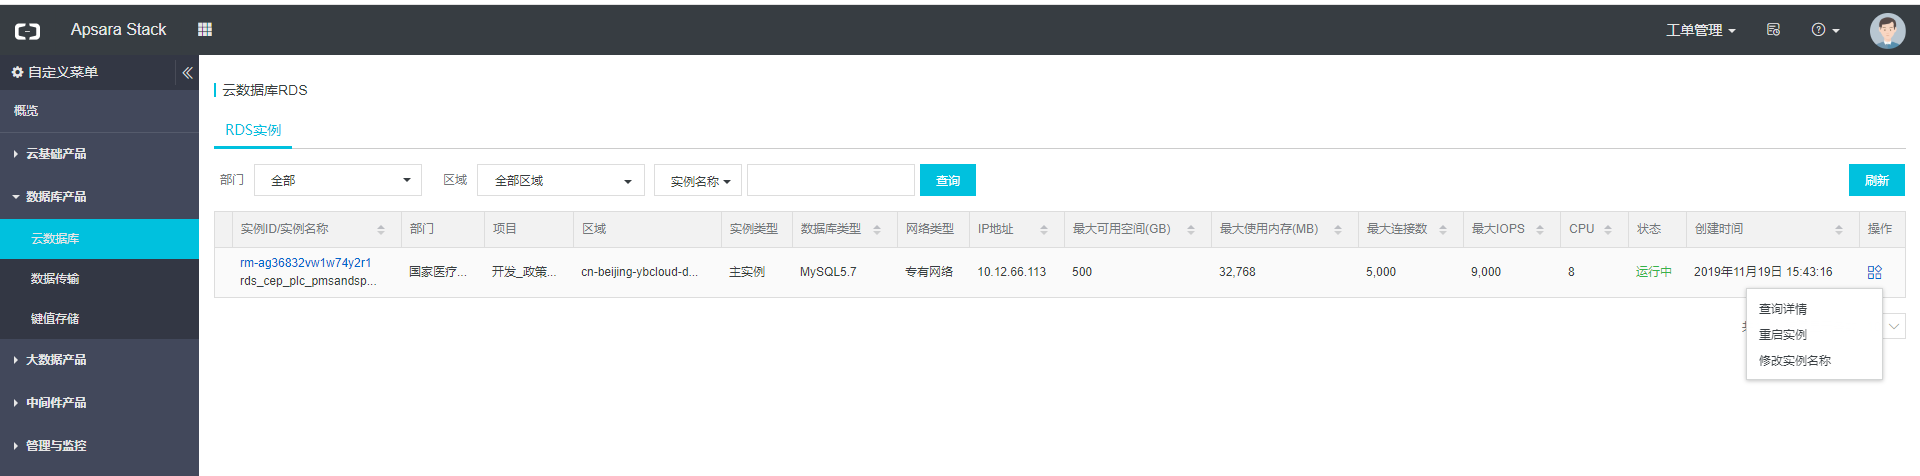 Apsara Stack
工单管理
自定义菜单
概览
云基础产品
数据库产品
云数据库
数据传输
键值存储
大数据产品
中间件产品
管理与监控
云数据库RDS
RDS实例
部门 全部 区域 全部区域 实例名称 查询 刷新
实例ID/实例名称 部门 项目 区域 实例类型 数据库类型 网络类型 IP地址 最大可用空间(GB) 最大使用内存(MB) 最大连接数 最大IOPS CPU 状态 创建时间 操作
rm-ag36832vw1w74y2r1
rds_cep_plc_pmsandsp... 国家医疗... 开发_政策... cn-beijing-ybcloud-d... 主实例 MySQL5.7 专有网络 10.12.66.113 500 32,768 5,000 9,000 8 运行中 2019年11月19日 15:43:16
查询详情
重启实例
修改实例名称